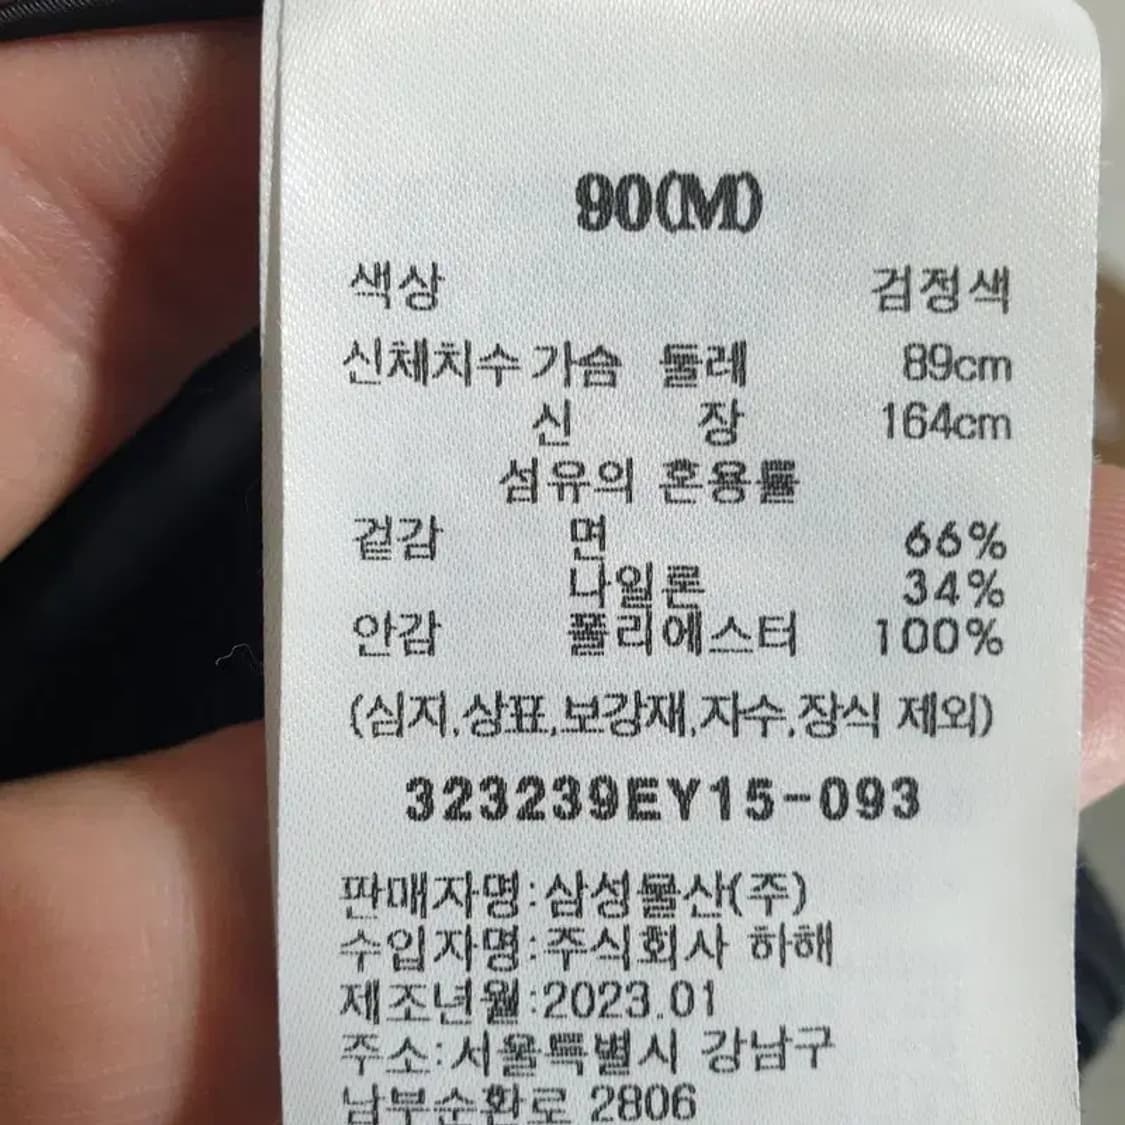 90(M)
색상 검정색
신체치수 가슴 둘레 89cm
신 장 164cm
섬유의 혼용률
겉감 면 66%
나일론 34%
안감 폴리에스터 100%
(심지,상표,보강재,자수,장식 제외)
323239EY15-093
판매자명:삼성물산(주)
수입자명:주식회사 하해
제조년월:2023.01
주소:서울특별시 강남구
남부순환로 2806